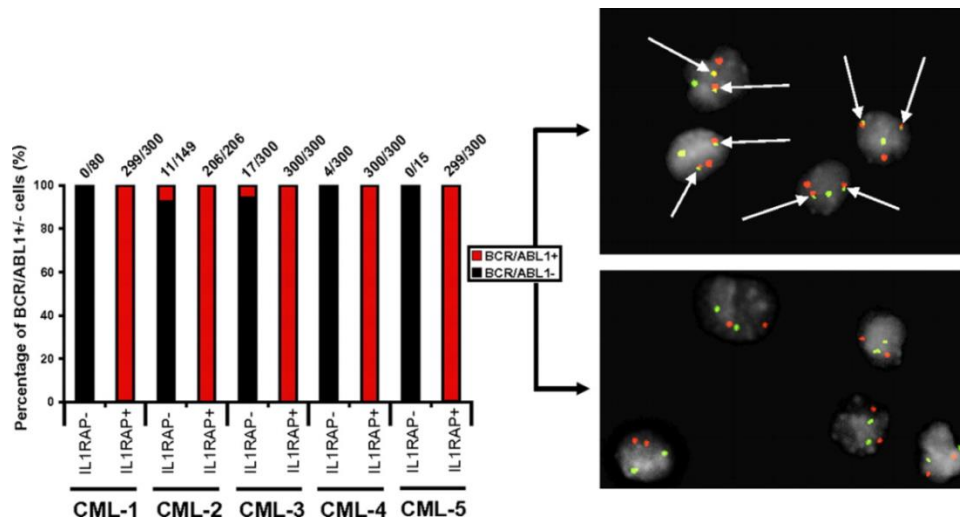 0/80
299/300
11/149
206/206
17/300
300/300
4/300
300/300
0/15
299/300
Percentage of BCR/ABL1+/- cells (%)
100
80
60
40
20
0
BCR/ABL1+
BCR/ABL1-
IL1RAP-
IL1RAP+
IL1RAP-
IL1RAP+
IL1RAP-
IL1RAP+
IL1RAP-
IL1RAP+
IL1RAP-
IL1RAP+
CML-1 CML-2 CML-3 CML-4 CML-5